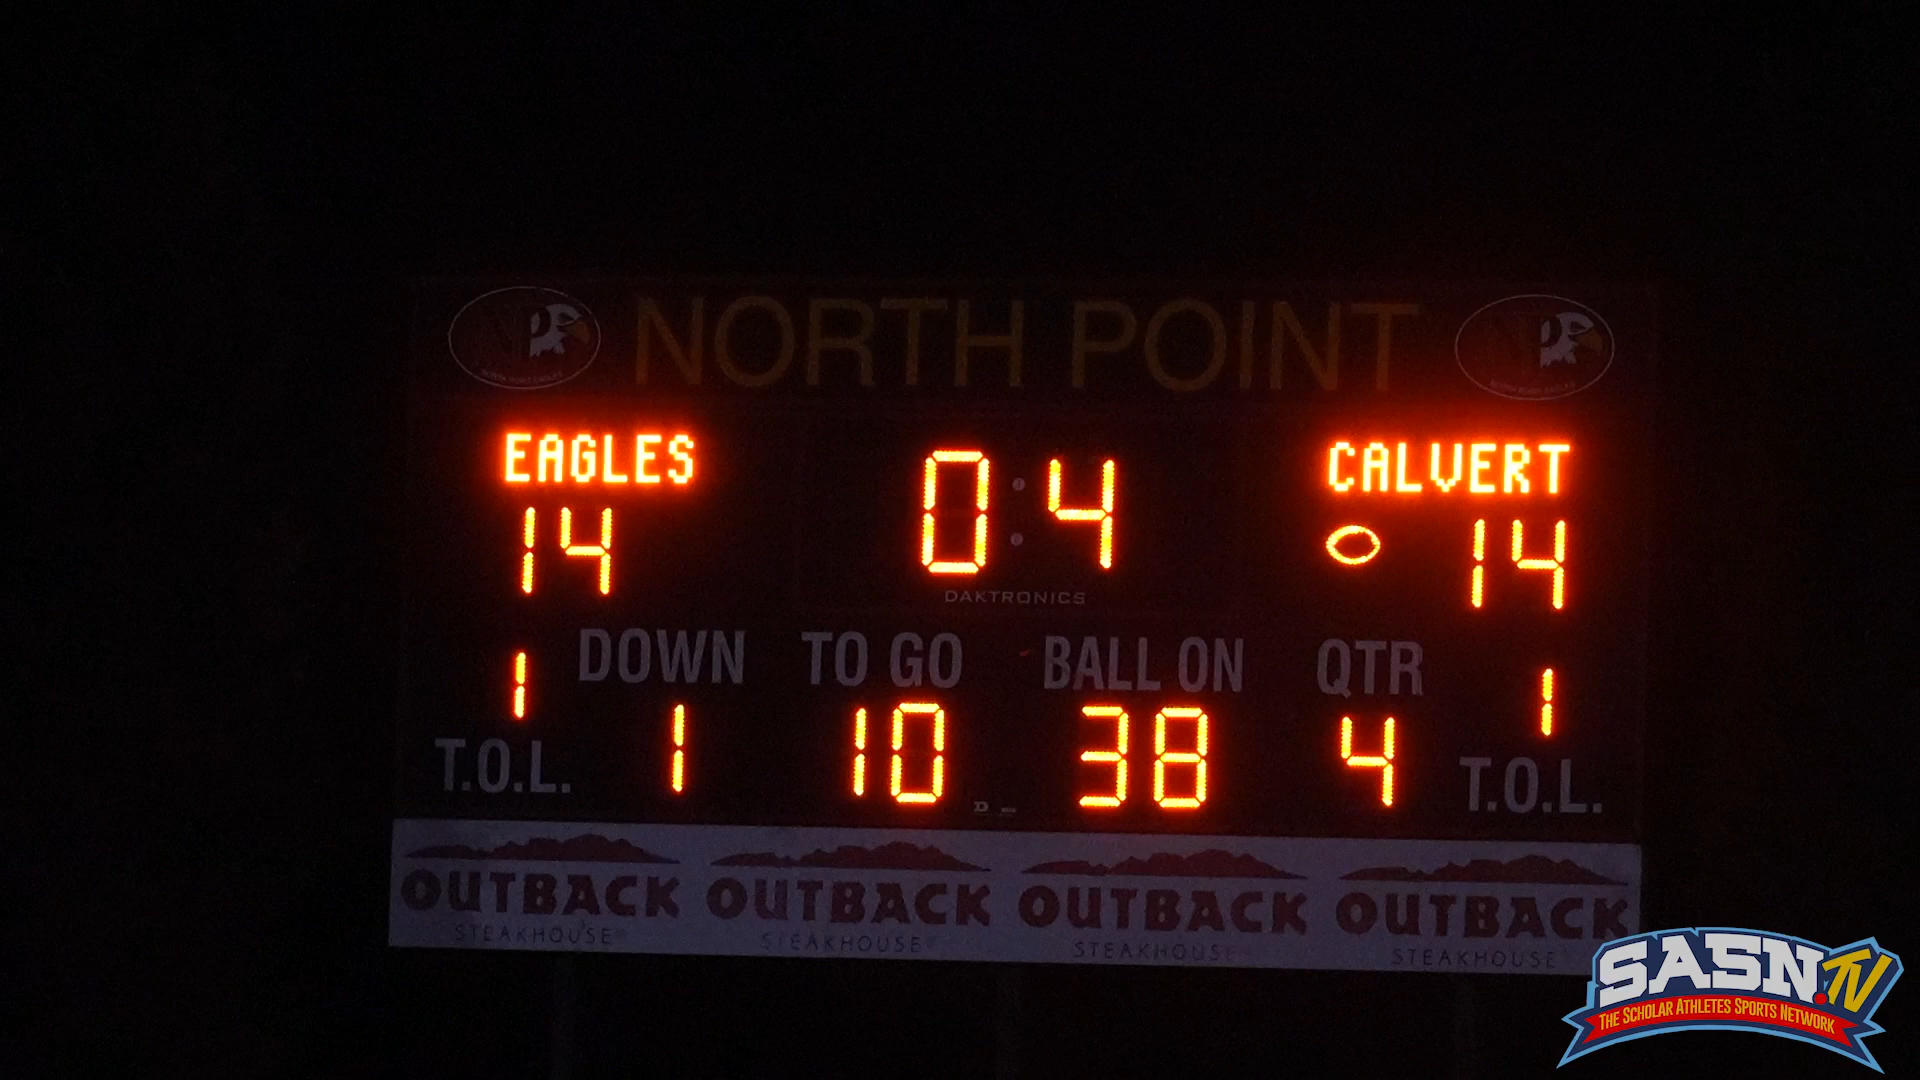 NORTH POINT
EAGLES 0 4 CALVERT
14 14
DAKTRONICS
DOWN TO GO BALL ON QTR
1 1
1 10 38 4
T.O.L. T.O.L.
OUTBACK OUTBACK OUTBACK OUTBACK
STEAKHOUSE STEAKHOUSE STEAKHOUSE STEAKHOUSE
SASN.TV
THE SCHOLAR ATHLETES SPORTS NETWORK